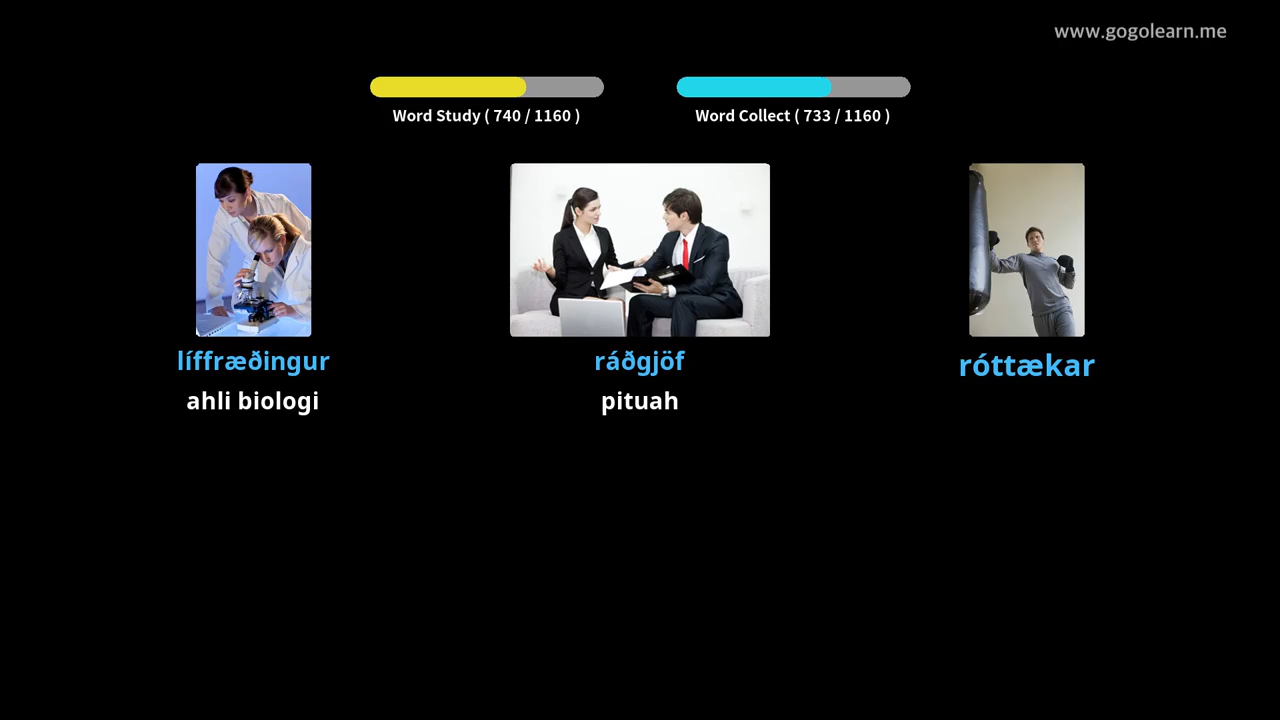 www.gogolearn.me
Word Study ( 740 / 1160 )
Word Collect ( 733 / 1160 )
líffræðingur
ráðgjöf
róttækar
ahli biologi
pituah